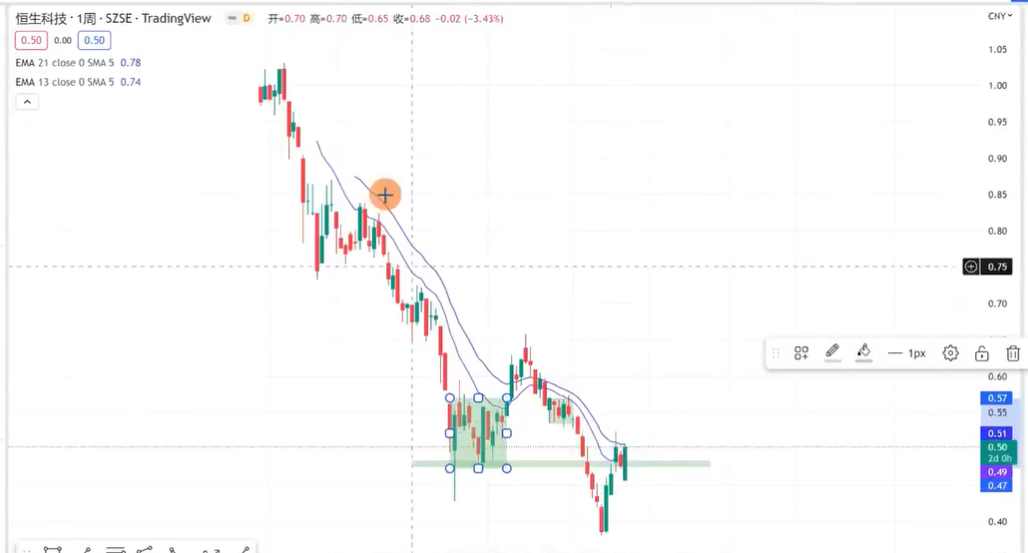 恒生科技 · 1周 · SZSE · TradingView D 开=0.70 高=0.70 低=0.65 收=0.68 -0.02 (-3.43%) CNY
0.50 0.00 0.50
EMA 21 close 0 SMA 5 0.78
EMA 13 close 0 SMA 5 0.74
1.05
1.00
0.95
0.90
0.85
0.80
0.75
0.70
1px
0.60
0.57
0.55
0.51
0.50
2d 0h
0.49
0.47
0.40